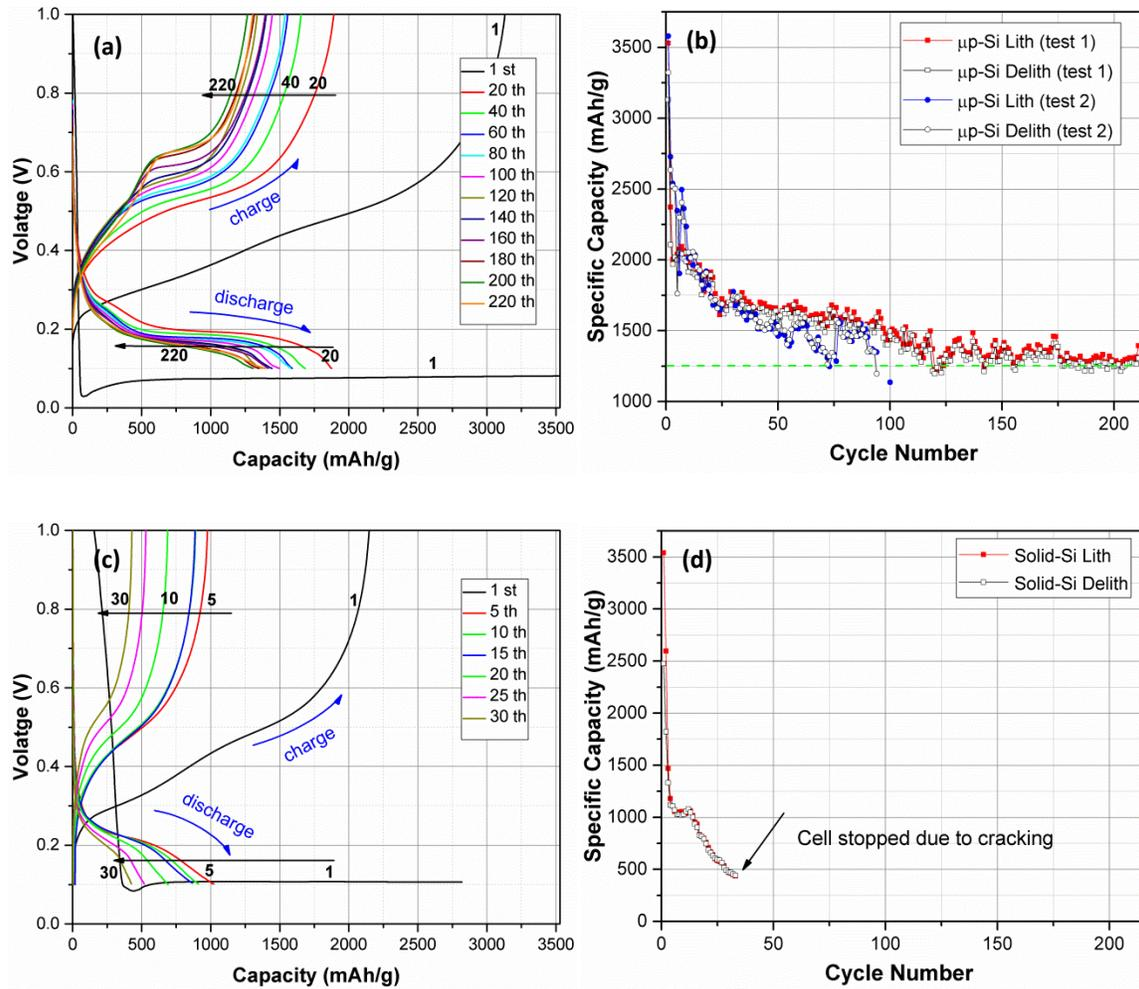 (a)
1
220
40
20
charge
discharge
220
20
1
1 st
20 th
40 th
60 th
80 th
100 th
120 th
140 th
160 th
180 th
200 th
220 th
1.0
0.8
0.6
0.4
0.2
0.0
Volatge (V)
0 500 1000 1500 2000 2500 3000 3500
Capacity (mAh/g)
(b)
μp-Si Lith (test 1)
μp-Si Delith (test 1)
μp-Si Lith (test 2)
μp-Si Delith (test 2)
3500
3000
2500
2000
1500
1000
Specific Capacity (mAh/g)
0 50 100 150 200
Cycle Number
(c)
30 10 5
1
charge
discharge
30
5
1
1 st
5 th
10 th
15 th
20 th
25 th
30 th
1.0
0.8
0.6
0.4
0.2
0.0
Volatge (V)
0 500 1000 1500 2000 2500 3000 3500
Capacity (mAh/g)
(d)
Solid-Si Lith
Solid-Si Delith
Cell stopped due to cracking
3500
3000
2500
2000
1500
1000
500
0
Specific Capacity (mAh/g)
0 50 100 150 200
Cycle Number